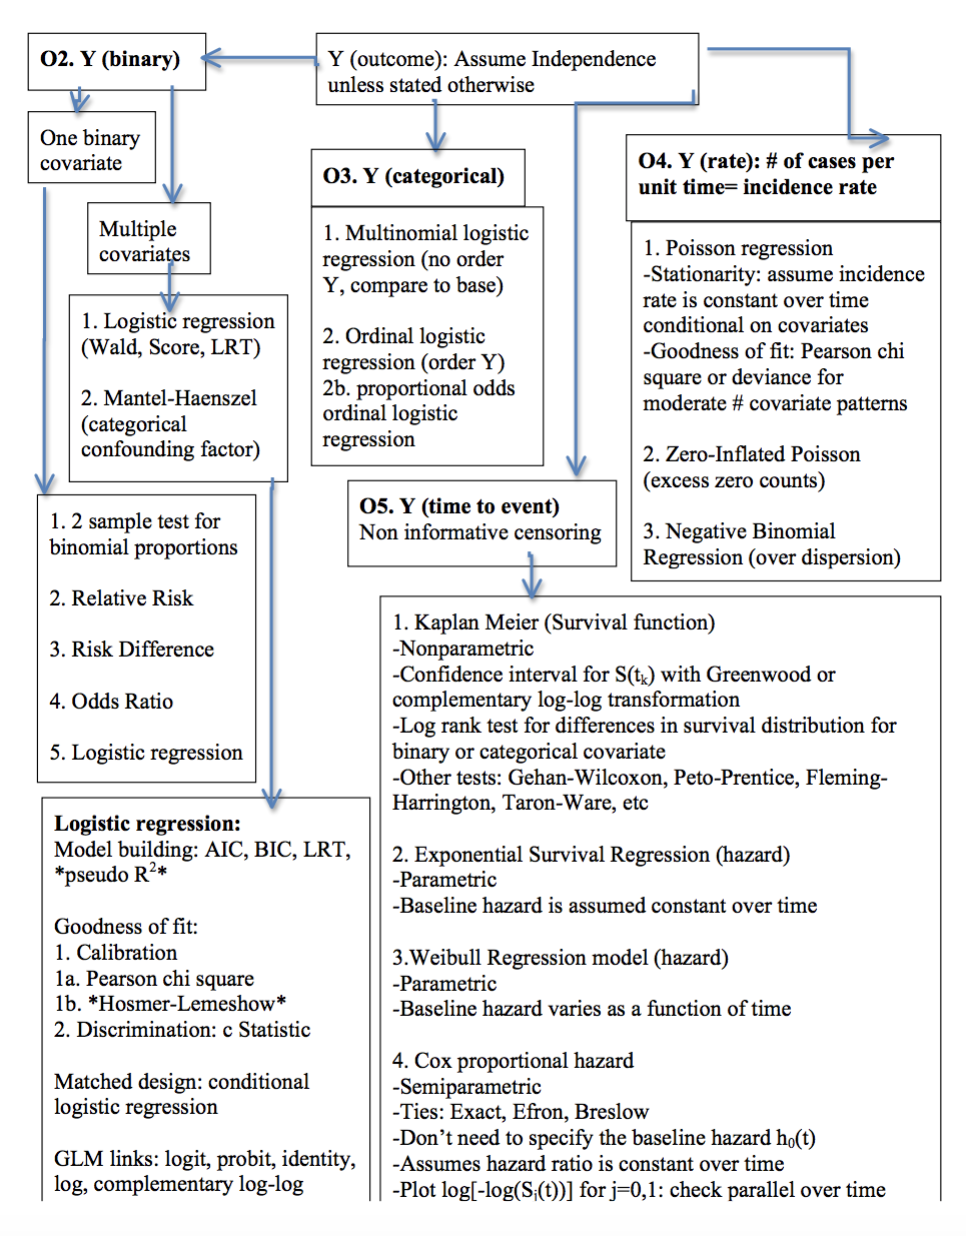 Y (outcome): Assume Independence
unless stated otherwise
O2. Y (binary)
One binary
covariate
Multiple
covariates
1. Logistic regression
(Wald, Score, LRT)
2. Mantel-Haenszel
(categorical
confounding factor)
1. 2 sample test for
binomial proportions
2. Relative Risk
3. Risk Difference
4. Odds Ratio
5. Logistic regression
Logistic regression:
Model building: AIC, BIC, LRT,
*pseudo R²*
Goodness of fit:
1. Calibration
1a. Pearson chi square
1b. *Hosmer-Lemeshow*
2. Discrimination: c Statistic
Matched design: conditional
logistic regression
GLM links: logit, probit, identity,
log, complementary log-log
O3. Y (categorical)
1. Multinomial logistic
regression (no order
Y, compare to base)
2. Ordinal logistic
regression (order Y)
2b. proportional odds
ordinal logistic
regression
O4. Y (rate): # of cases per
unit time= incidence rate
1. Poisson regression
-Stationarity: assume incidence
rate is constant over time
conditional on covariates
-Goodness of fit: Pearson chi
square or deviance for
moderate # covariate patterns
2. Zero-Inflated Poisson
(excess zero counts)
3. Negative Binomial
Regression (over dispersion)
O5. Y (time to event)
Non informative censoring
1. Kaplan Meier (Survival function)
-Nonparametric
-Confidence interval for S(tₖ) with Greenwood or
complementary log-log transformation
-Log rank test for differences in survival distribution for
binary or categorical covariate
-Other tests: Gehan-Wilcoxon, Peto-Prentice, Fleming-
Harrington, Taron-Ware, etc
2. Exponential Survival Regression (hazard)
-Parametric
-Baseline hazard is assumed constant over time
3.Weibull Regression model (hazard)
-Parametric
-Baseline hazard varies as a function of time
4. Cox proportional hazard
-Semiparametric
-Ties: Exact, Efron, Breslow
-Don't need to specify the baseline hazard h₀(t)
-Assumes hazard ratio is constant over time
-Plot log[-log(Sⱼ(t))] for j=0,1: check parallel over time